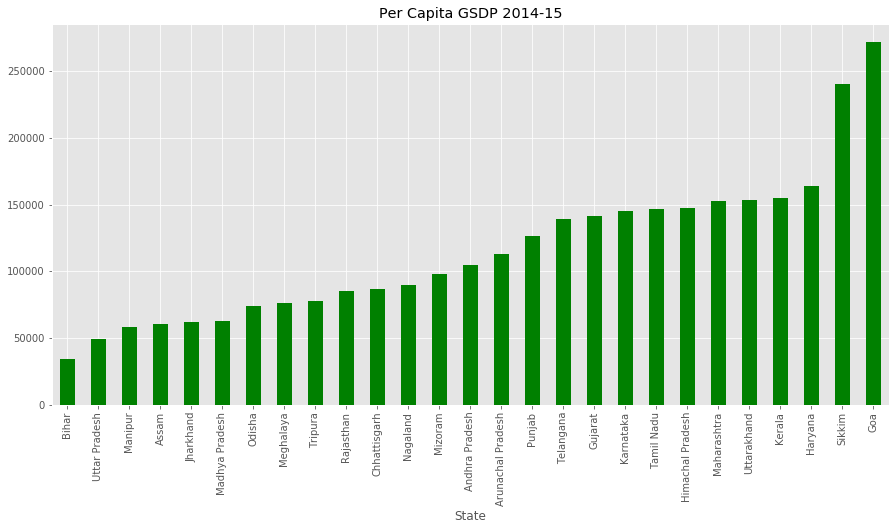 Per Capita GSDP 2014-15
250000
200000
150000
100000
50000
0
Bihar
Uttar Pradesh
Manipur
Assam
Jharkhand
Madhya Pradesh
Odisha
Meghalaya
Tripura
Rajasthan
Chhattisgarh
Nagaland
Mizoram
Andhra Pradesh
Arunachal Pradesh
Punjab
Telangana
Gujarat
Karnataka
Tamil Nadu
Himachal Pradesh
Maharashtra
Uttarakhand
Kerala
Haryana
Sikkim
Goa
State